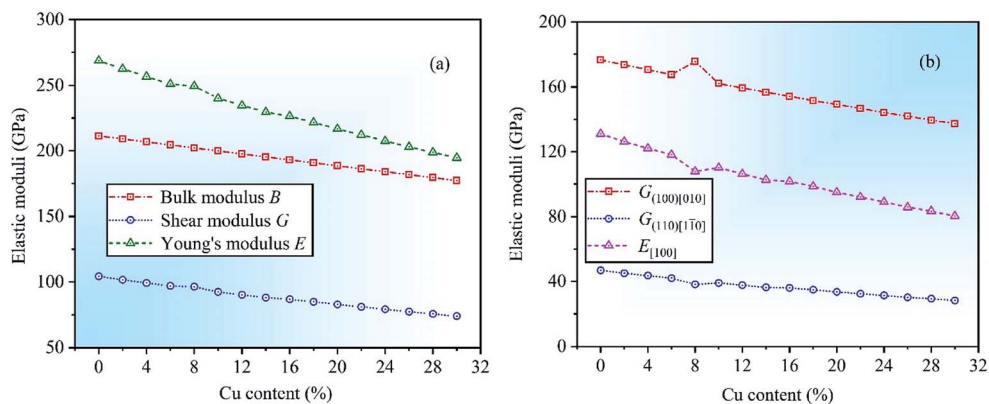 300
250
200
150
100
50
Elastic moduli (GPa)
(a)
Bulk modulus B
Shear modulus G
Young's modulus E
0 4 8 12 16 20 24 28 32
Cu content (%)
200
160
120
80
40
0
Elastic moduli (GPa)
(b)
G(100)[010]
G(110)[11̄0]
E[100]
0 4 8 12 16 20 24 28 32
Cu content (%)